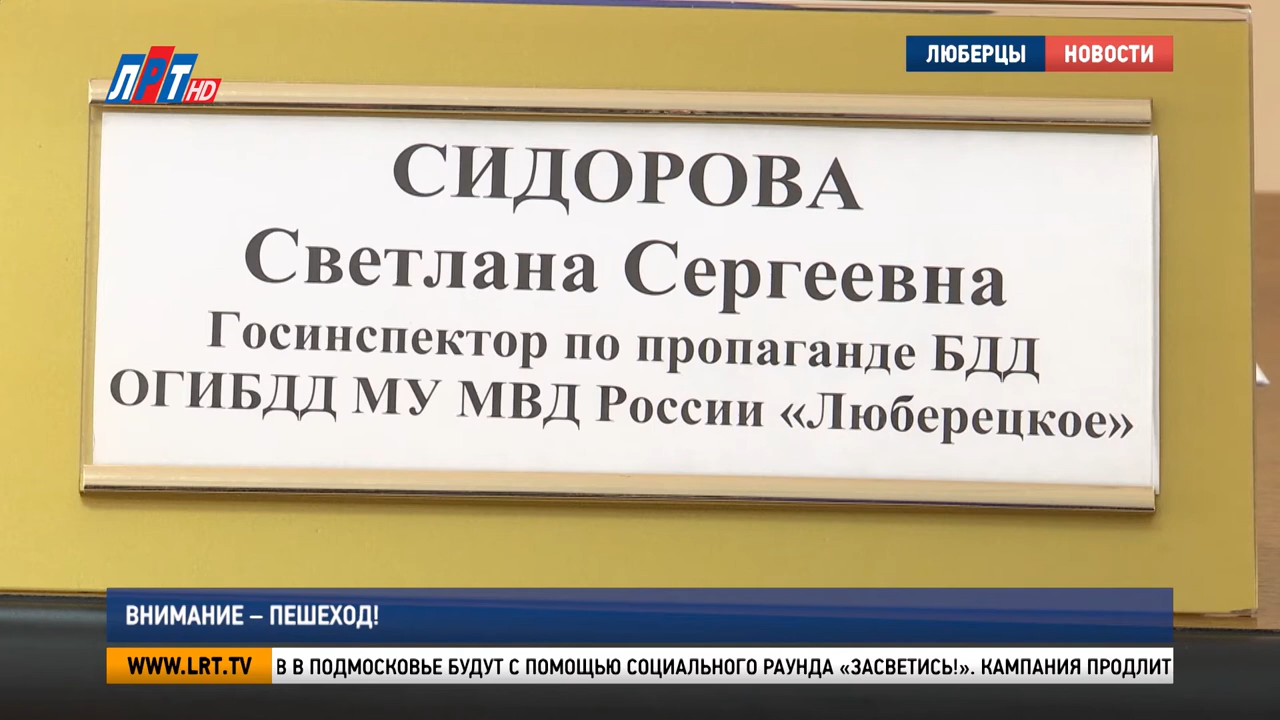 ЛРТ HD
ЛЮБЕРЦЫ НОВОСТИ
СИДОРОВА
Светлана Сергеевна
Госинспектор по пропаганде БДД
ОГИБДД МУ МВД России «Люберецкое»
ВНИМАНИЕ – ПЕШЕХОД!
WWW.LRT.TV В В ПОДМОСКОВЬЕ БУДУТ С ПОМОЩЬЮ СОЦИАЛЬНОГО РАУНДА «ЗАСВЕТИСЬ!». КАМПАНИЯ ПРОДЛИТ